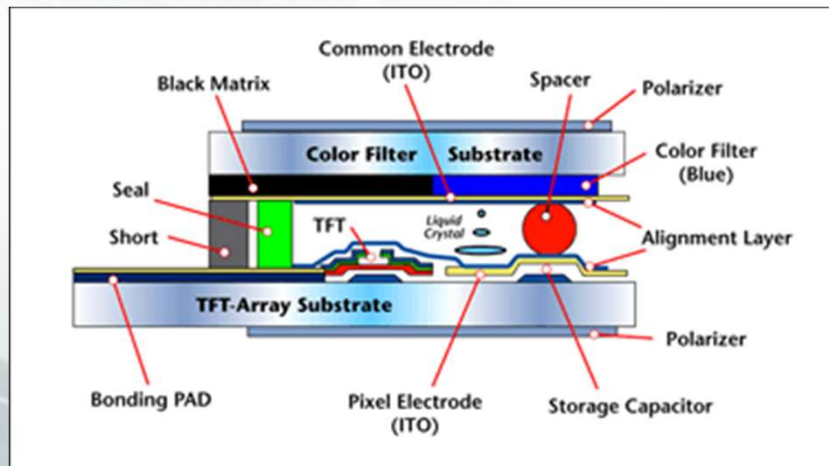 Common Electrode
(ITO)
Spacer
Black Matrix
Polarizer
Color Filter Substrate
Color Filter
(Blue)
Seal
TFT
Liquid
Crystal
Short
Alignment Layer
TFT-Array Substrate
Polarizer
Bonding PAD
Pixel Electrode
(ITO)
Storage Capacitor